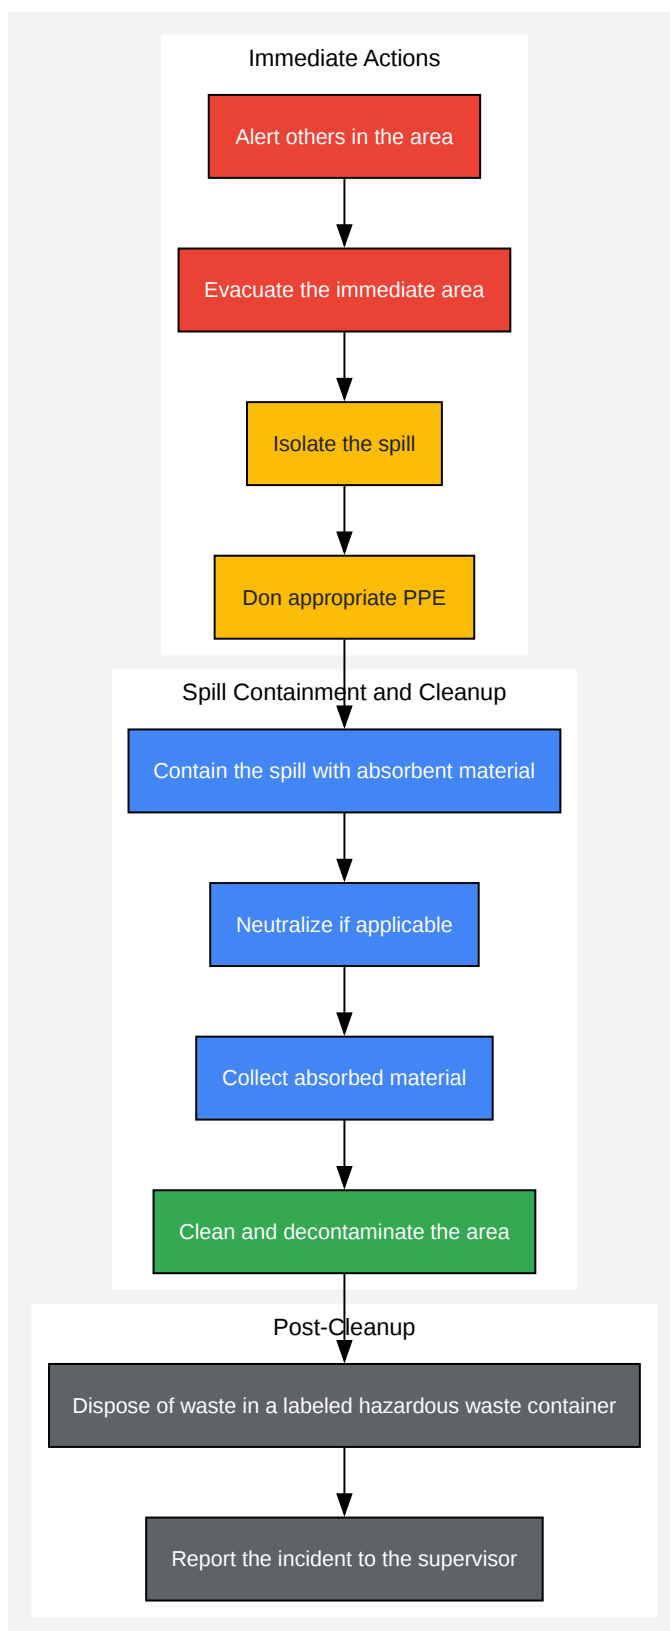 Immediate Actions
Alert others in the area
Evacuate the immediate area
Isolate the spill
Don appropriate PPE
Spill Containment and Cleanup
Contain the spill with absorbent material
Neutralize if applicable
Collect absorbed material
Clean and decontaminate the area
Post-Cleanup
Dispose of waste in a labeled hazardous waste container
Report the incident to the supervisor